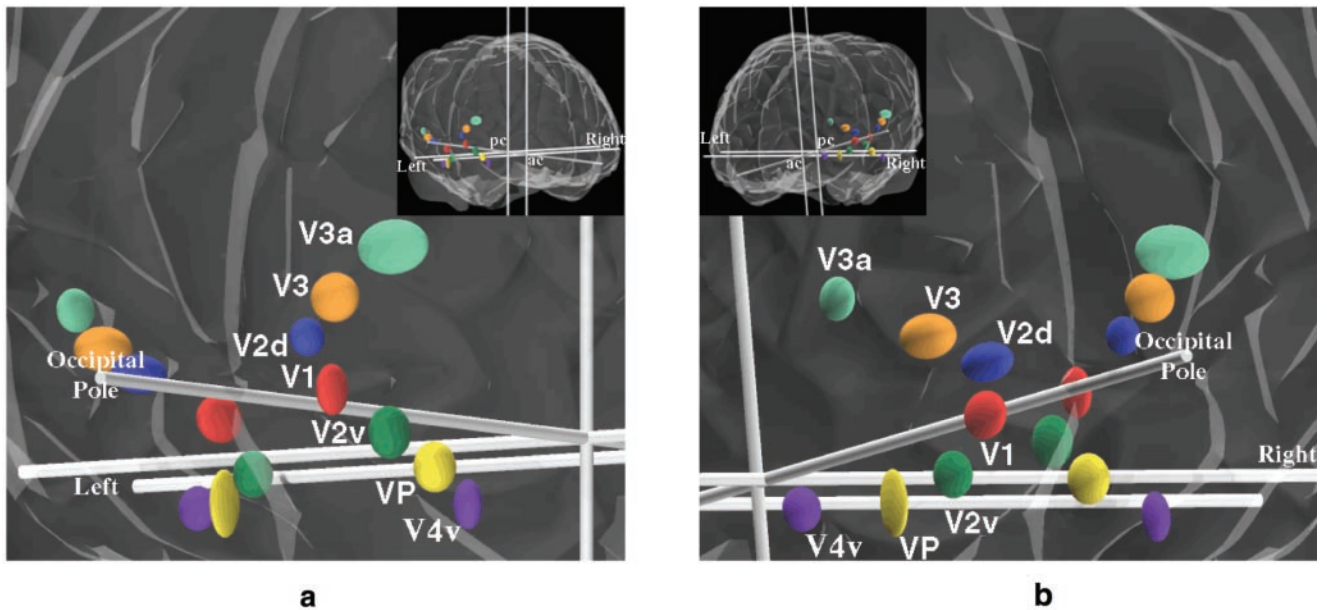 pc
Right
Left
ac
V3a
V3
V2d
Occipital
Pole
V1
V2v
Left
VP
V4v
a
Left
pc
ac
Right
V3a
V3
V2d
Occipital
Pole
V1
Right
V2v
V4v
VP
b